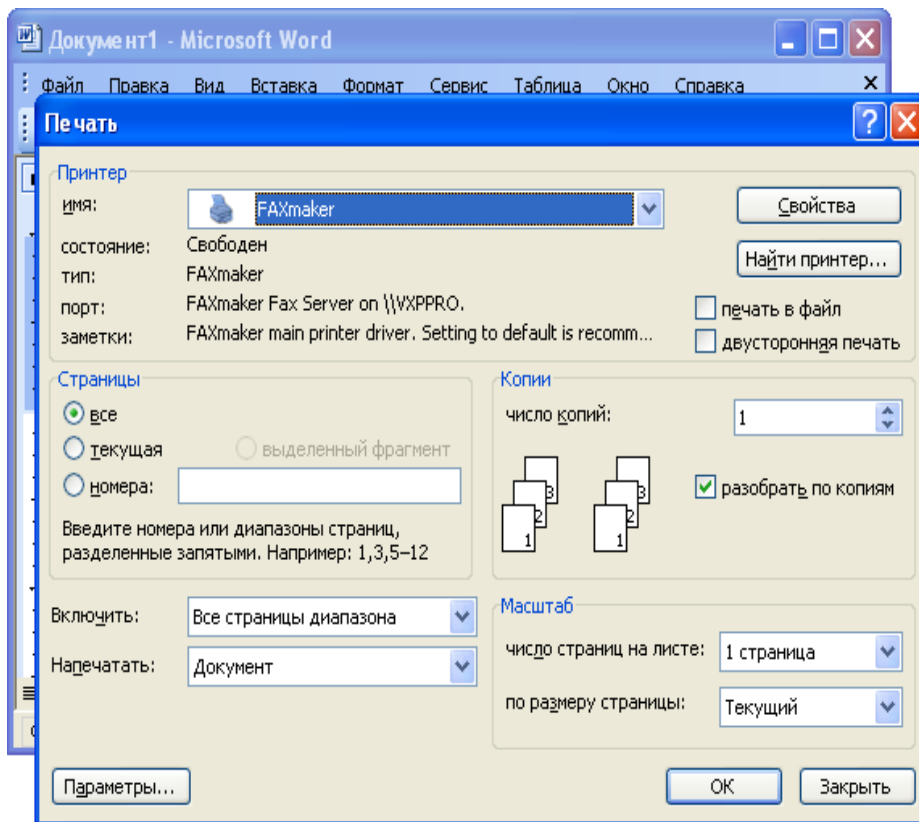 Документ1 - Microsoft Word
Файл Правка Вид Вставка Формат Сервис Таблица Окно Справка
Печать
Принтер
имя: FAXmaker Свойства
состояние: Свободен
Найти принтер...
тип: FAXmaker
порт: FAXmaker Fax Server on \\VXPPRO.
печать в файл
заметки: FAXmaker main printer driver. Setting to default is recomm...
двусторонняя печать
Страницы
все
текущая выделенный фрагмент
номера:
Введите номера или диапазоны страниц,
разделенные запятыми. Например: 1,3,5–12
Копии
число копий: 1
3 3
2 2
1 1
разобрать по копиям
Включить: Все страницы диапазона
Напечатать: Документ
Масштаб
число страниц на листе: 1 страница
по размеру страницы: Текущий
Параметры... ОК Закрыть